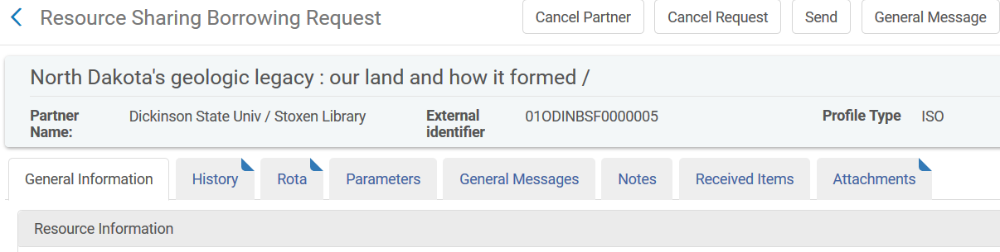 Resource Sharing Borrowing Request Cancel Partner Cancel Request Send General Message
North Dakota's geologic legacy : our land and how it formed /
Partner Name: Dickinson State Univ / Stoxen Library External identifier 01ODINBSF0000005 Profile Type ISO
General Information History Rota Parameters General Messages Notes Received Items Attachments
Resource Information